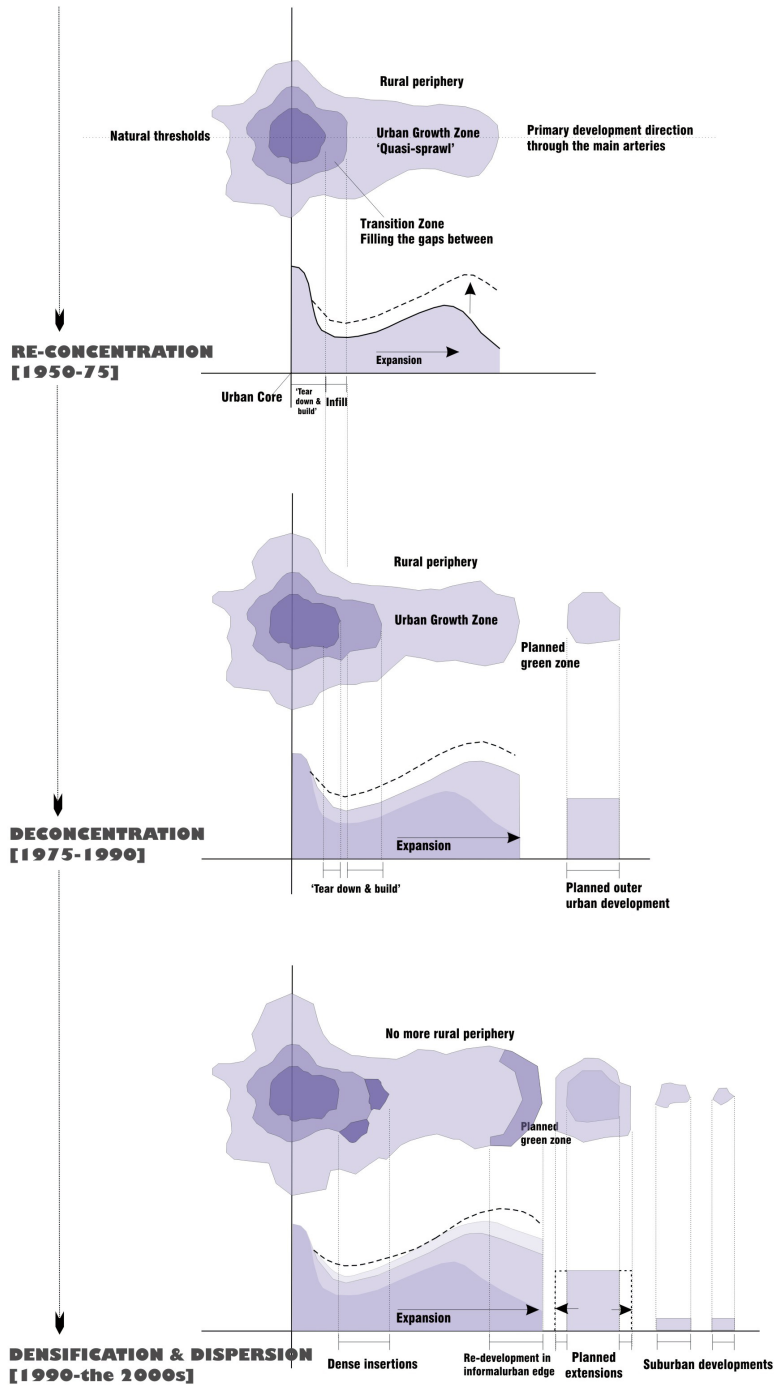 Rural periphery
Natural thresholds
Urban Growth Zone
'Quasi-sprawl'
Primary development direction
through the main arteries
Transition Zone
Filling the gaps between
RE-CONCENTRATION
[1950-75]
Expansion
Urban Core
'Tear
down &
build'
Infill
Rural periphery
Urban Growth Zone
Planned
green zone
DECONCENTRATION
[1975-1990]
Expansion
'Tear down & build'
Planned outer
urban development
No more rural periphery
Planned
green zone
Expansion
DENSIFICATION & DISPERSION
[1990-the 2000s]
Dense insertions
Re-development in
informalurban edge
Planned
extensions
Suburban developments